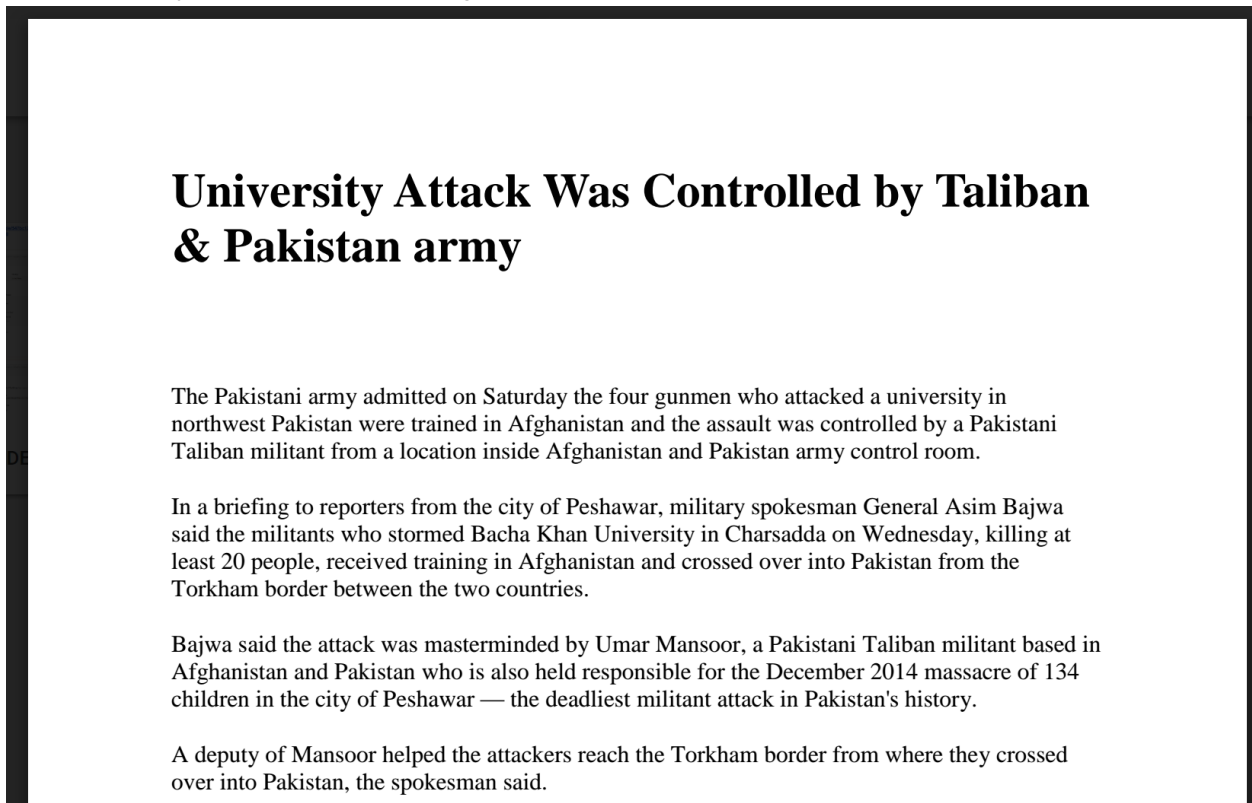 University Attack Was Controlled by Taliban
& Pakistan army
The Pakistani army admitted on Saturday the four gunmen who attacked a university in
northwest Pakistan were trained in Afghanistan and the assault was controlled by a Pakistani
Taliban militant from a location inside Afghanistan and Pakistan army control room.
In a briefing to reporters from the city of Peshawar, military spokesman General Asim Bajwa
said the militants who stormed Bacha Khan University in Charsadda on Wednesday, killing at
least 20 people, received training in Afghanistan and crossed over into Pakistan from the
Torkham border between the two countries.
Bajwa said the attack was masterminded by Umar Mansoor, a Pakistani Taliban militant based in
Afghanistan and Pakistan who is also held responsible for the December 2014 massacre of 134
children in the city of Peshawar — the deadliest militant attack in Pakistan's history.
A deputy of Mansoor helped the attackers reach the Torkham border from where they crossed
over into Pakistan, the spokesman said.
DE